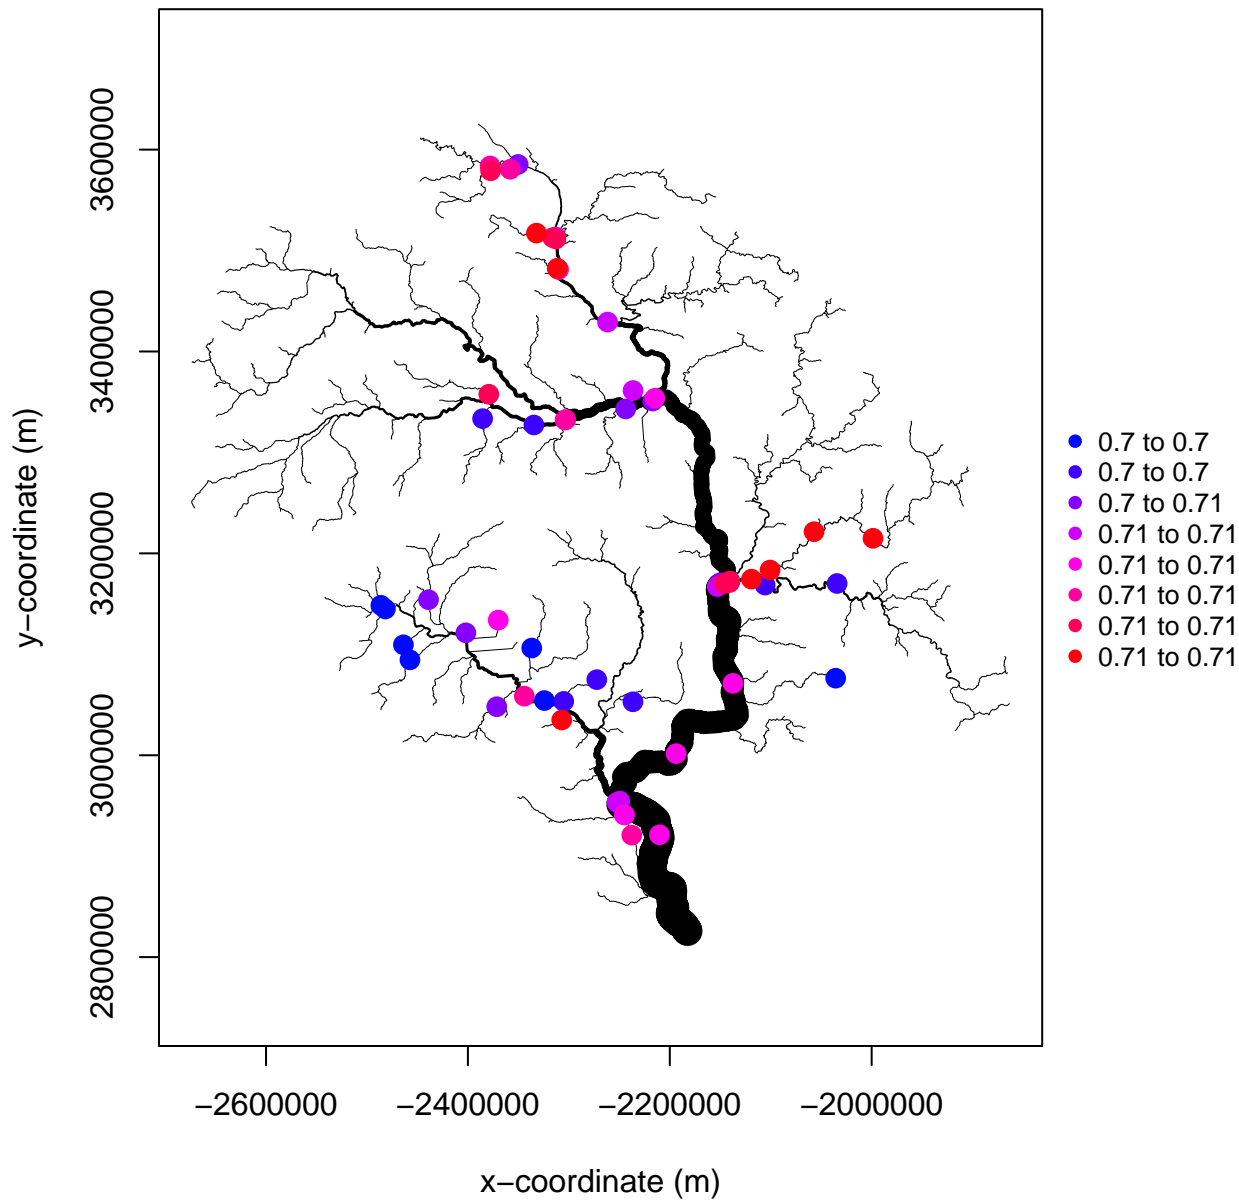 3600000
3400000
3200000
3000000
2800000
y−coordinate (m)
−2600000
−2400000
−2200000
−2000000
x−coordinate (m)
0.7 to 0.7
0.7 to 0.7
0.7 to 0.71
0.71 to 0.71
0.71 to 0.71
0.71 to 0.71
0.71 to 0.71
0.71 to 0.71